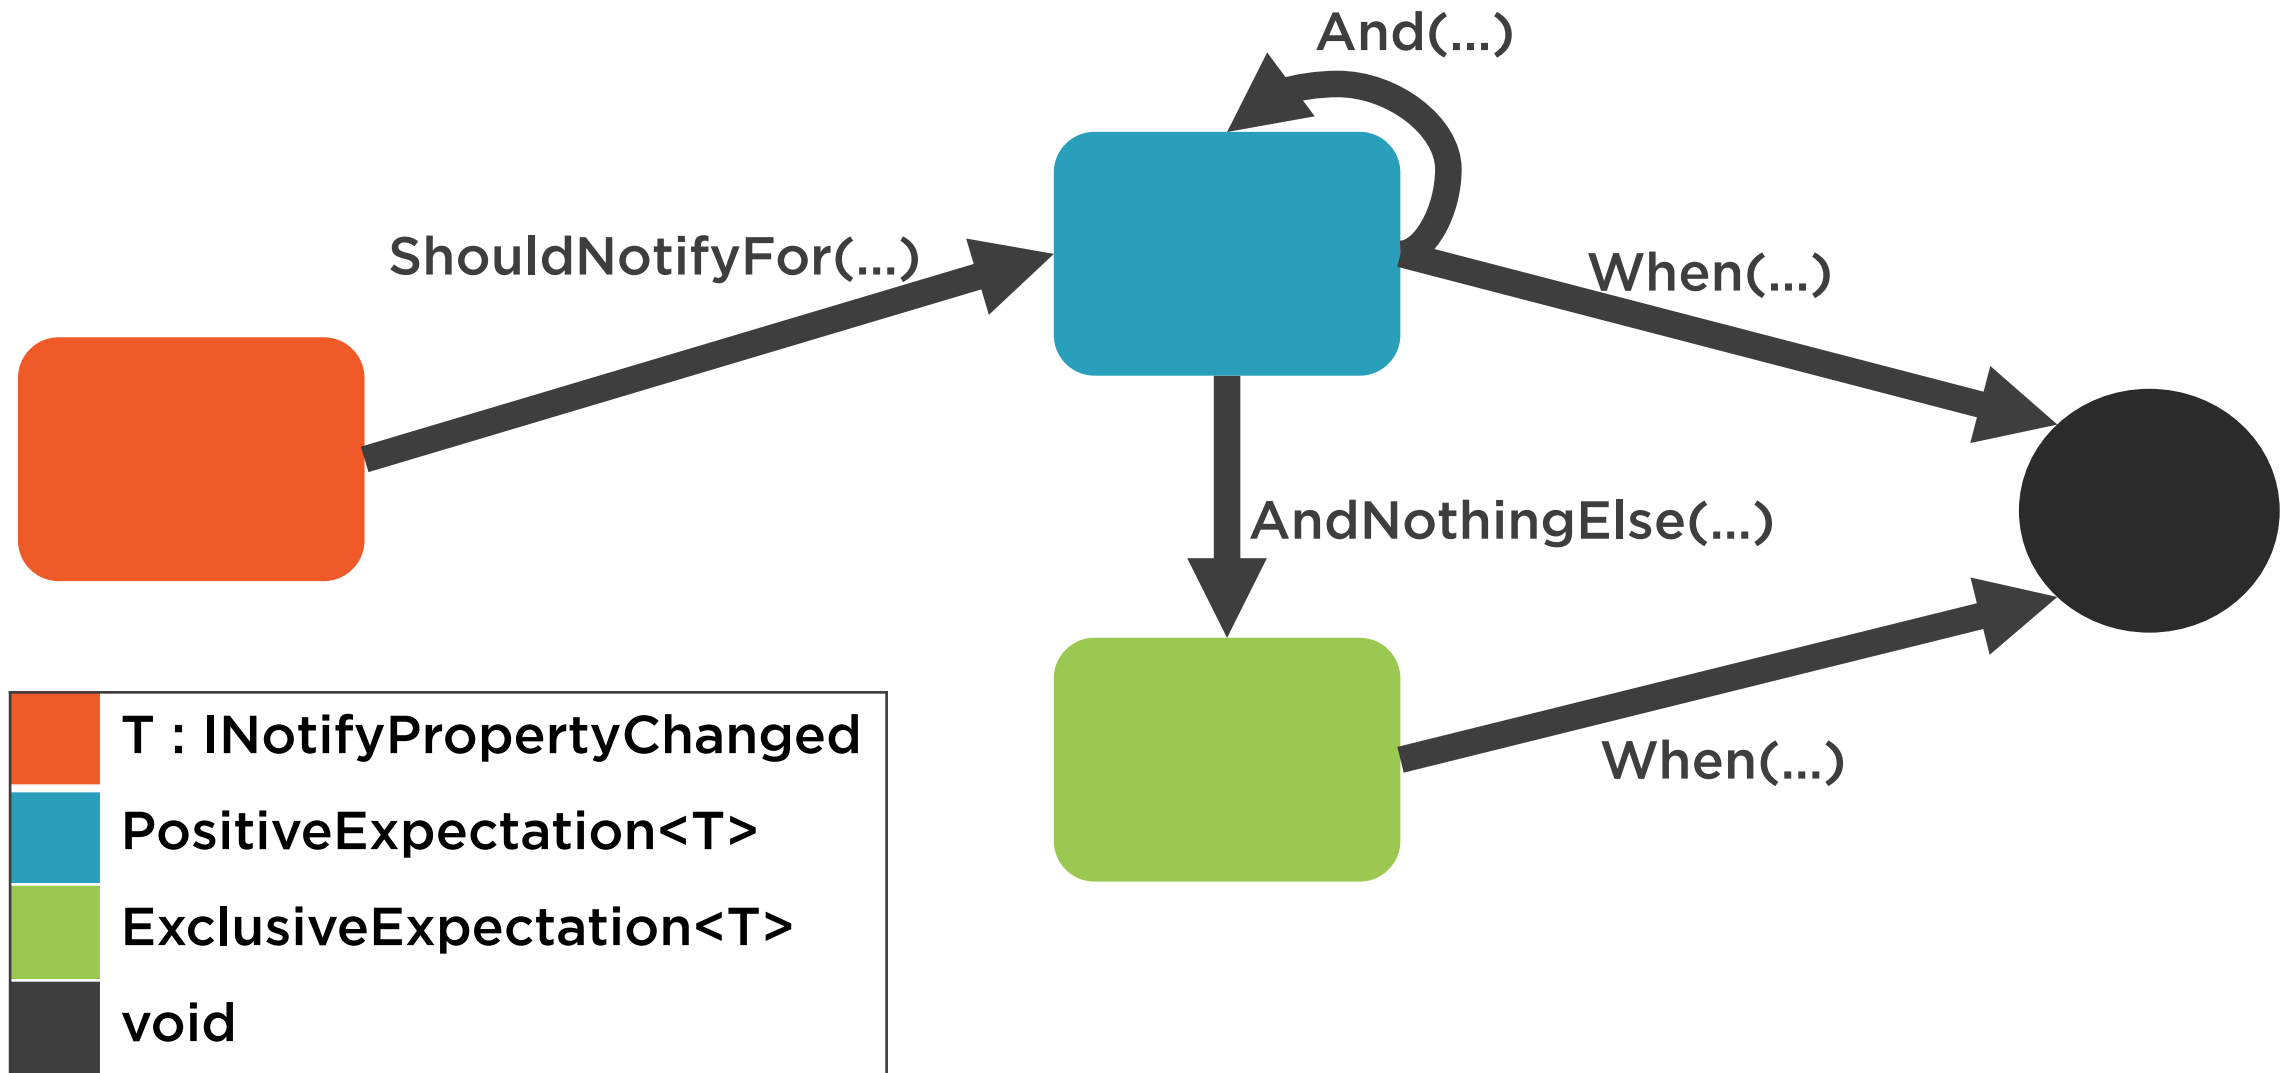 And(...)
ShouldNotifyFor(...)
When(...)
AndNothingElse(...)
When(...)
T : INotifyPropertyChanged
PositiveExpectation<T>
ExclusiveExpectation<T>
void